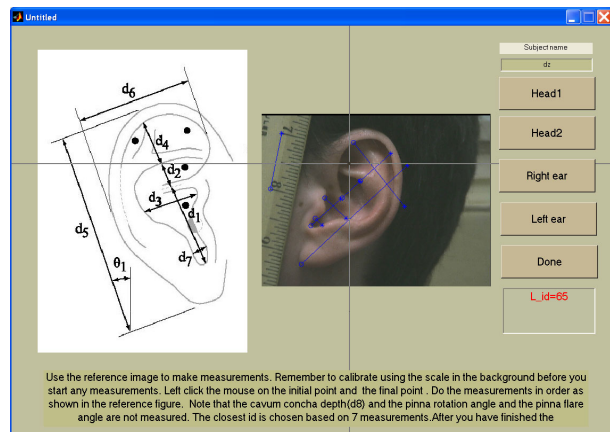 Untitled
Subject name
dz
Head1
Head2
Right ear
Left ear
Done
L_id=65
d6
d4
d2
d3
d1
d5
d7
θ1
7
8
Use the reference image to make measurements. Remember to calibrate using the scale in the background before you
start any measurements. Left click the mouse on the initial point and the final point . Do the measurements in order as
shown in the reference figure. Note that the cavum concha depth(d8) and the pinna rotation angle and the pinna flare
angle are not measured. The closest id is chosen based on 7 measurements.After you have finished the